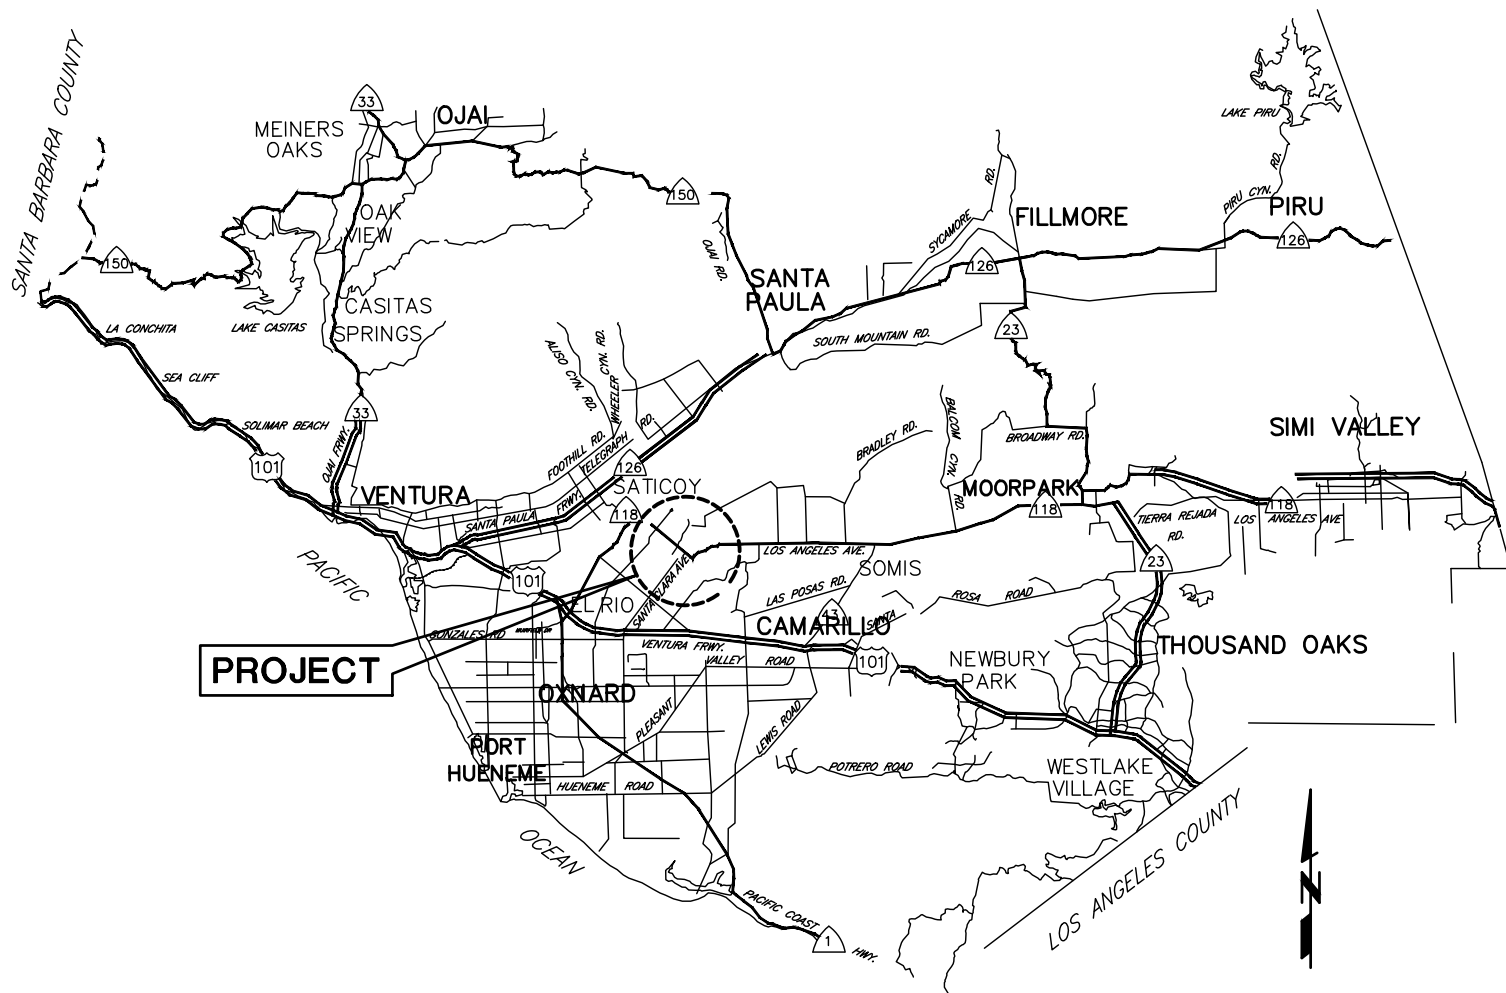 SANTA BARBARA COUNTY
33
OJAI
MEINERS
OAKS
LAKE PIRU
RD.
PIRU CYN.
PIRU
126
RD.
SYCAMORE
FILLMORE
126
150
OJAI RD.
OAK
VIEW
150
SANTA
PAULA
CASITAS
SPRINGS
LAKE CASITAS
LA CONCHITA
SEA CLIFF
SOLIMAR BEACH
SOUTH MOUNTAIN RD.
23
ALISO CYN. RD.
WHEELER CYN. RD.
33
OJAI FRWY.
101
FOOTHILL RD.
TELEGRAPH
RD.
126
BRADLEY RD.
BALCOM
CYN.
RD.
BROADWAY RD.
SIMI VALLEY
VENTURA
SANTA PAULA
FRWY.
SATICOY
118
MOORPARK
118
118
TIERRA REJADA
RD.
LOS ANGELES AVE
PACIFIC
101
SANTA CLARA AVE
LOS ANGELES AVE.
SOMIS
23
LAS POSAS RD.
43
SANTA
ROSA ROAD
EL RIO
GONZALES RD
CAMARILLO
VENTURA FRWY.
101
VALLEY ROAD
THOUSAND OAKS
NEWBURY
PARK
PROJECT
OXNARD
PLEASANT
LEWIS ROAD
PORT
HUENEME
HUENEME ROAD
POTRERO ROAD
WESTLAKE
VILLAGE
OCEAN
PACIFIC COAST
HWY.
1
LOS ANGELES COUNTY
N